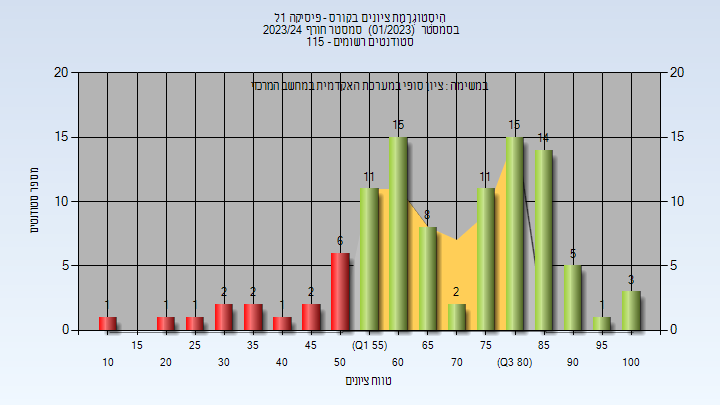 היסטוגרמת ציונים בקורס - פיסיקה 1ל
בסמסטר (01/2023) סמסטר חורף 2023/24
סטודנטים רשומים - 115
במשימה : ציון סופי במערכת האקדמית במחשב המרכזי
20 20
15 15
10 10
5 5
0 0
מספר סטודנטים
1 1 1 2 2 1 2 6 11 15 8 2 11 15 14 5 1 3
15 25 35 45 (Q1 55) 65 75 (Q3 80) 85 95
10 20 30 40 50 60 70 90 100
טווח ציונים